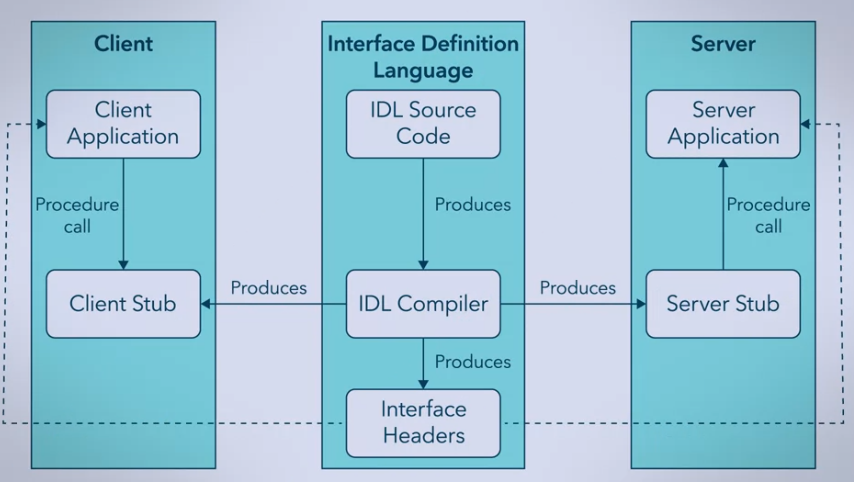 Client
Interface Definition
Language
Server
Client
Application
IDL Source
Code
Server
Application
Procedure
call
Produces
Procedure
call
Client Stub
Produces
IDL Compiler
Produces
Server Stub
Produces
Interface
Headers